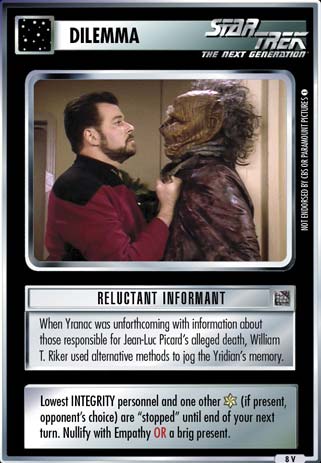 DILEMMA
STAR TREK
THE NEXT GENERATION®
NOT ENDORSED BY CBS OR PARAMOUNT PICTURES
RELUCTANT INFORMANT
When Yranac was unforthcoming with information about
those responsible for Jean-Luc Picard's alleged death, William
T. Riker used alternative methods to jog the Yridian's memory.
Lowest INTEGRITY personnel and one other (if present,
opponent's choice) are "stopped" until end of your next
turn. Nullify with Empathy OR a brig present.
8 V